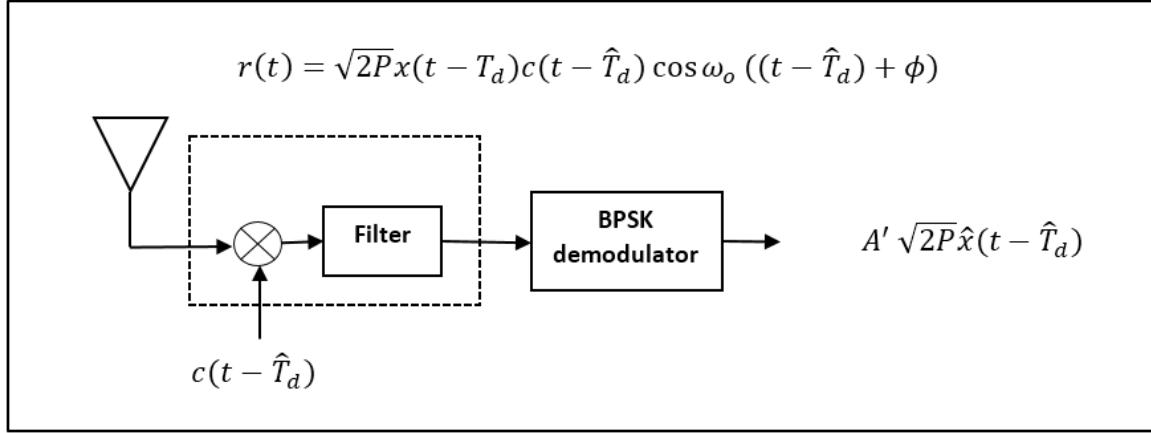 r(t) = √2P x(t − T_d)c(t − T̂_d) cos ω_o ((t − T̂_d) + ϕ)
Filter
BPSK
demodulator
A′ √2P x̂(t − T̂_d)
c(t − T̂_d)